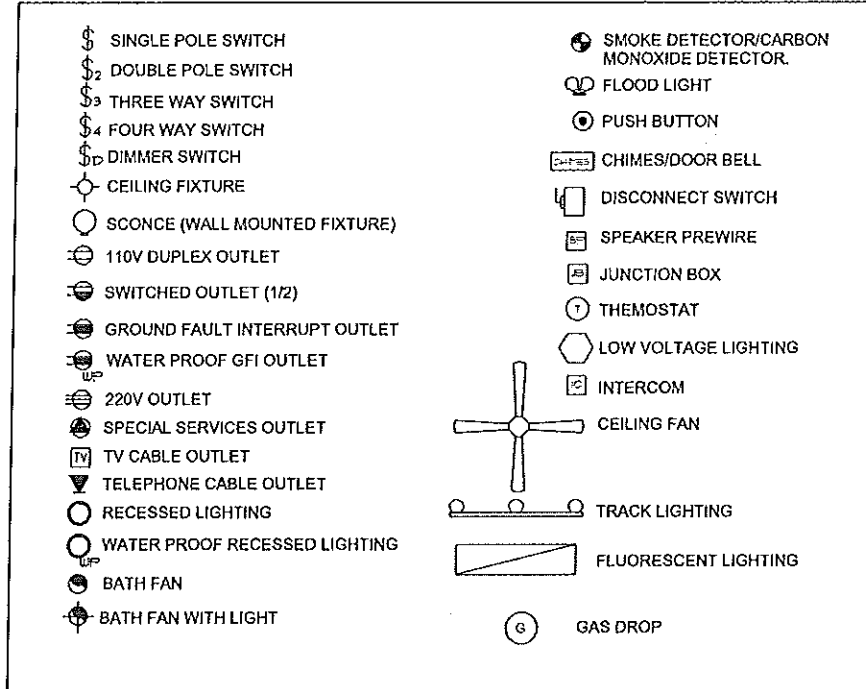 $ SINGLE POLE SWITCH
$2 DOUBLE POLE SWITCH
$3 THREE WAY SWITCH
$4 FOUR WAY SWITCH
$D DIMMER SWITCH
CEILING FIXTURE
SCONCE (WALL MOUNTED FIXTURE)
110V DUPLEX OUTLET
SWITCHED OUTLET (1/2)
GROUND FAULT INTERRUPT OUTLET
WATER PROOF GFI OUTLET
WP
220V OUTLET
SPECIAL SERVICES OUTLET
TV TV CABLE OUTLET
TELEPHONE CABLE OUTLET
RECESSED LIGHTING
WATER PROOF RECESSED LIGHTING
WP
BATH FAN
BATH FAN WITH LIGHT
SMOKE DETECTOR/CARBON
MONOXIDE DETECTOR.
FLOOD LIGHT
PUSH BUTTON
CHIMES CHIMES/DOOR BELL
DISCONNECT SWITCH
SPEAKER PREWIRE
JB JUNCTION BOX
T THEMOSTAT
LOW VOLTAGE LIGHTING
INTERCOM
CEILING FAN
TRACK LIGHTING
FLUORESCENT LIGHTING
G GAS DROP